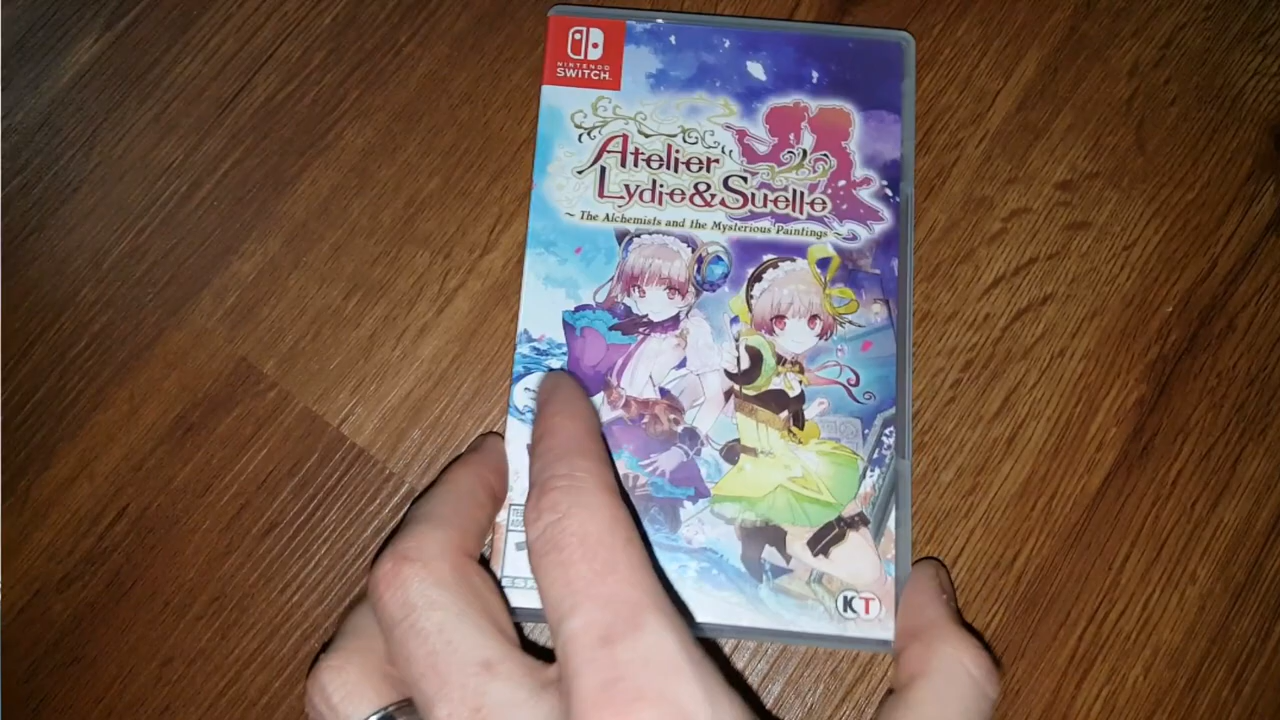 NINTENDO
SWITCH.
Atelier
Lydie&Suelle
~The Alchemists and the Mysterious Paintings~
KT